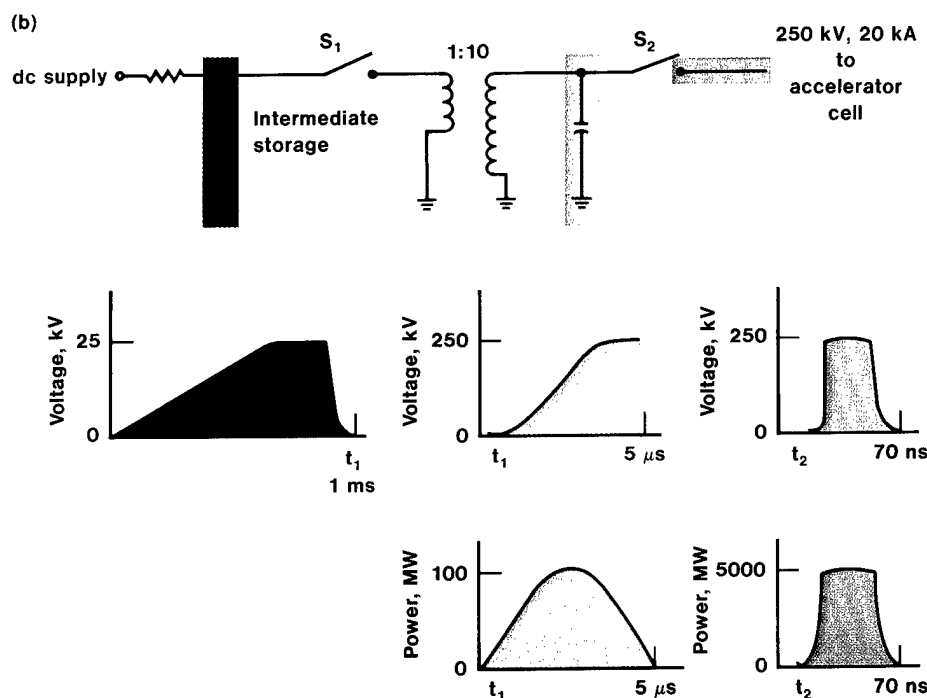 (b)
dc supply
S₁
1:10
S₂
250 kV, 20 kA
to
accelerator
cell
Intermediate
storage
Voltage, kV
25
0
t₁
1 ms
Voltage, kV
250
0
t₁
5 μs
Voltage, kV
250
0
t₂
70 ns
Power, MW
100
0
t₁
5 μs
Power, MW
5000
0
t₂
70 ns